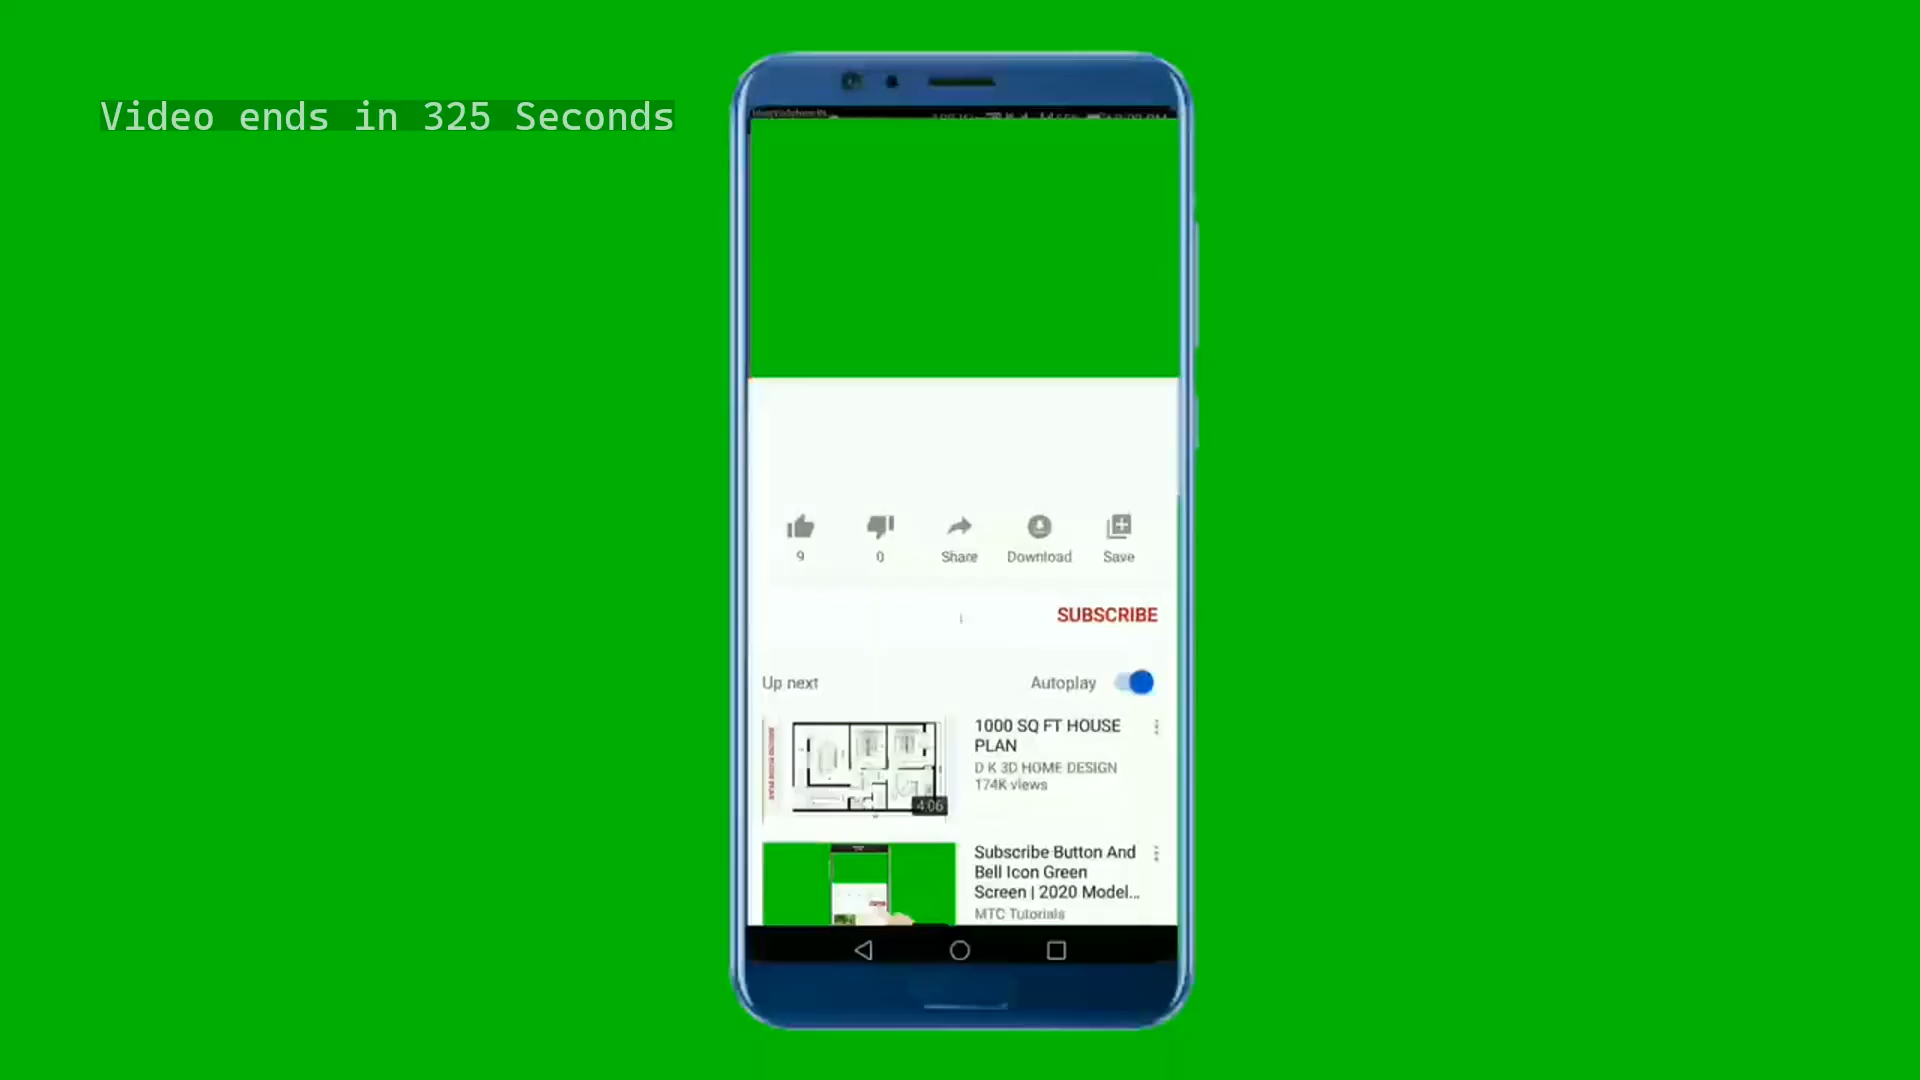 Video ends in 325 Seconds
9
0
Share
Download
Save
SUBSCRIBE
Up next
Autoplay
1000 SQ FT HOUSE
PLAN
D K 3D HOME DESIGN
174K views
4:06
Subscribe Button And
Bell Icon Green
Screen | 2020 Model...
MTC Tutorials